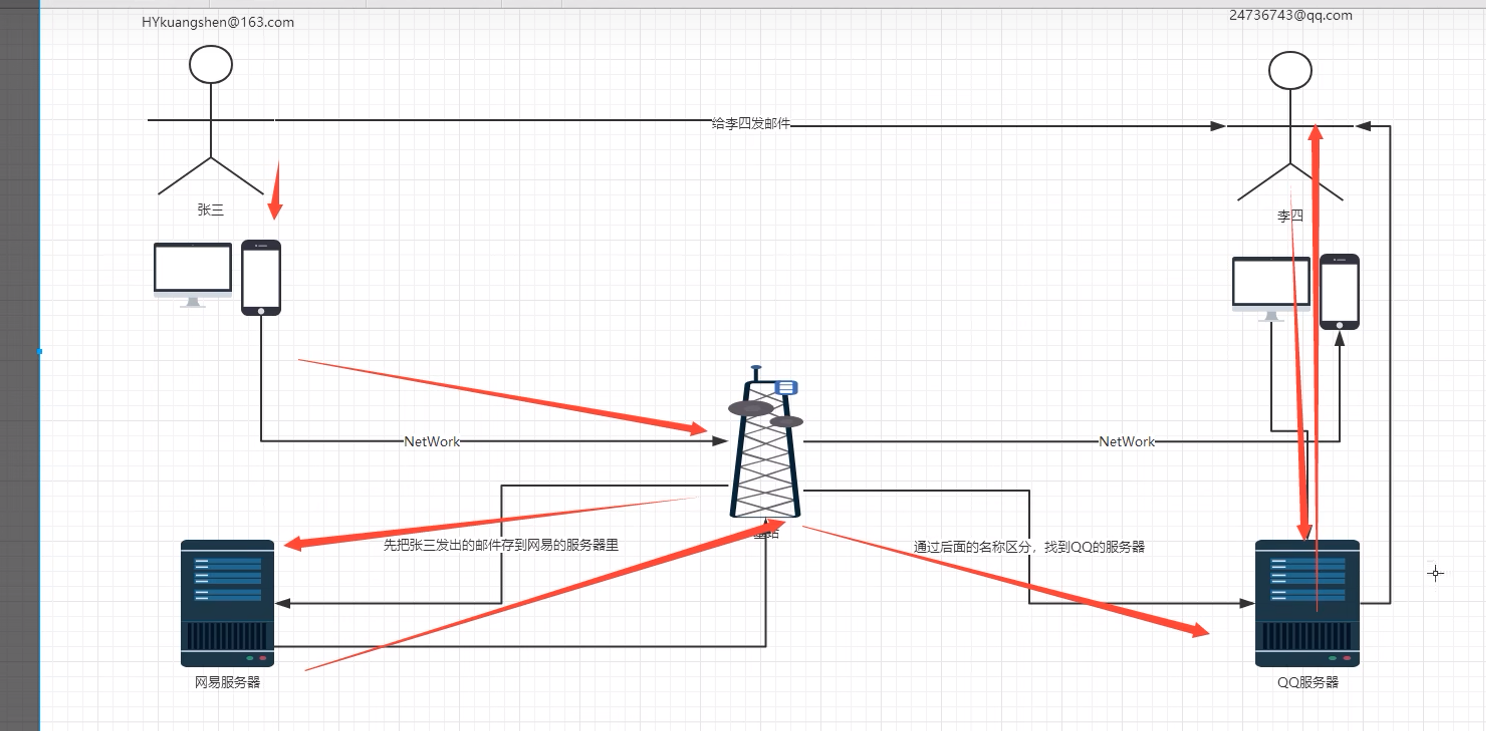 HYkuangshen@163.com
24736743@qq.com
给李四发邮件
张三
李四
NetWork
NetWork
先把张三发出的邮件存到网易的服务器里
通过后面的名称区分，找到QQ的服务器
网易服务器
QQ服务器